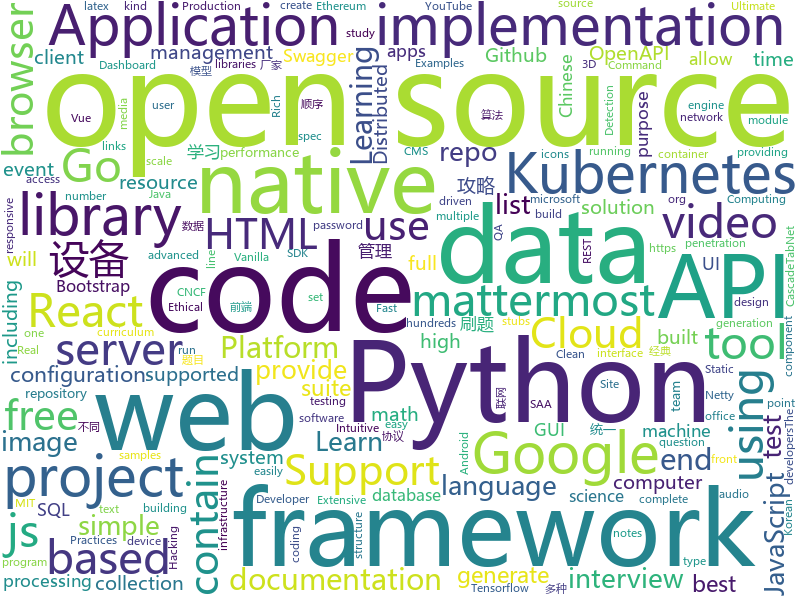 latex kind Production create Ethereum YouTube source Ultimate
browser Application implementation
client management study apps Github allow time
Dashboard libraries 厂家 Swagger Examples OpenAPI 3D Command
模型 Rich Learning Distributed Chinese purpose Detection
open source
media user 顺序 spec 算法 engine network module
Vue links 学习 performance CMS icons running container providing
event Go scale native repo Kubernetes
access resource 攻略 solution
number Java driven microsoft org Computing
responsive library 数据 password HTML use list multiple build video
设备 advanced line Vanilla SDK 管理 full QA REST https penetration UI
will Bootstrap code data API CascadeTabNet
including React CNCF Ethical 前端 set mattermost Fast hundreds design
one curriculum Real server run Platform Python 刷题 high built Cloud Clean stubs generation interface 经典 component
configuration supported provide suite tool
repository 题目 testing software math team Static
free 不同 web easy Intuitive 协议 GUI 联网 SAA 统一 machine Netty point
image js project contain Learn Google using test JavaScript
system easily Support database office question developersThe
SQL Android end computer
MIT samples Practices building Developer Extensive language science complete front
simple device text infrastructure coding framework audio Korean
based Hacking documentation structure notes
processing collection program generate Tensorflow interview 多种 type best